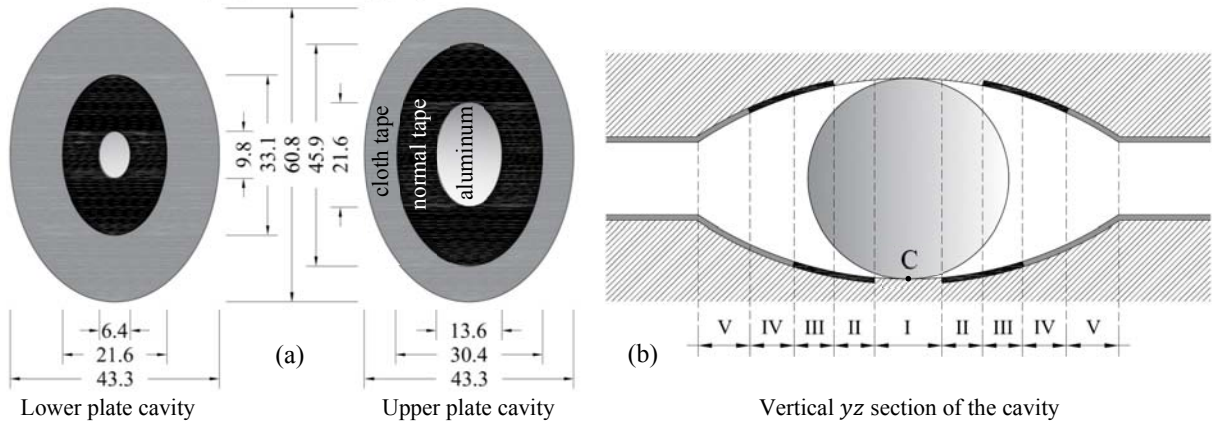 9.8
33.1
60.8
45.9
21.6
cloth tape
normal tape
aluminum
C
6.4
21.6
43.3
(a)
13.6
30.4
43.3
(b)
V IV III II I II III IV V
Lower plate cavity
Upper plate cavity
Vertical yz section of the cavity